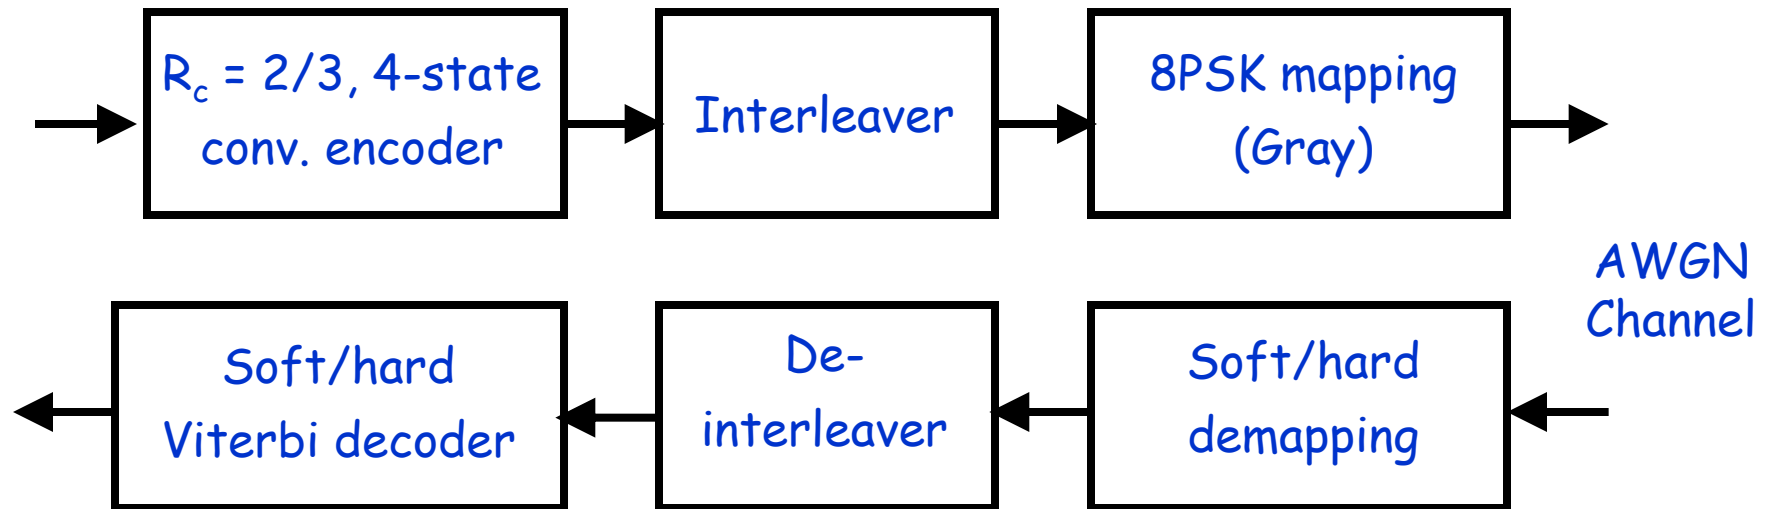 R_c = 2/3, 4-state
conv. encoder
Interleaver
8PSK mapping
(Gray)
AWGN
Channel
Soft/hard
Viterbi decoder
De-
interleaver
Soft/hard
demapping